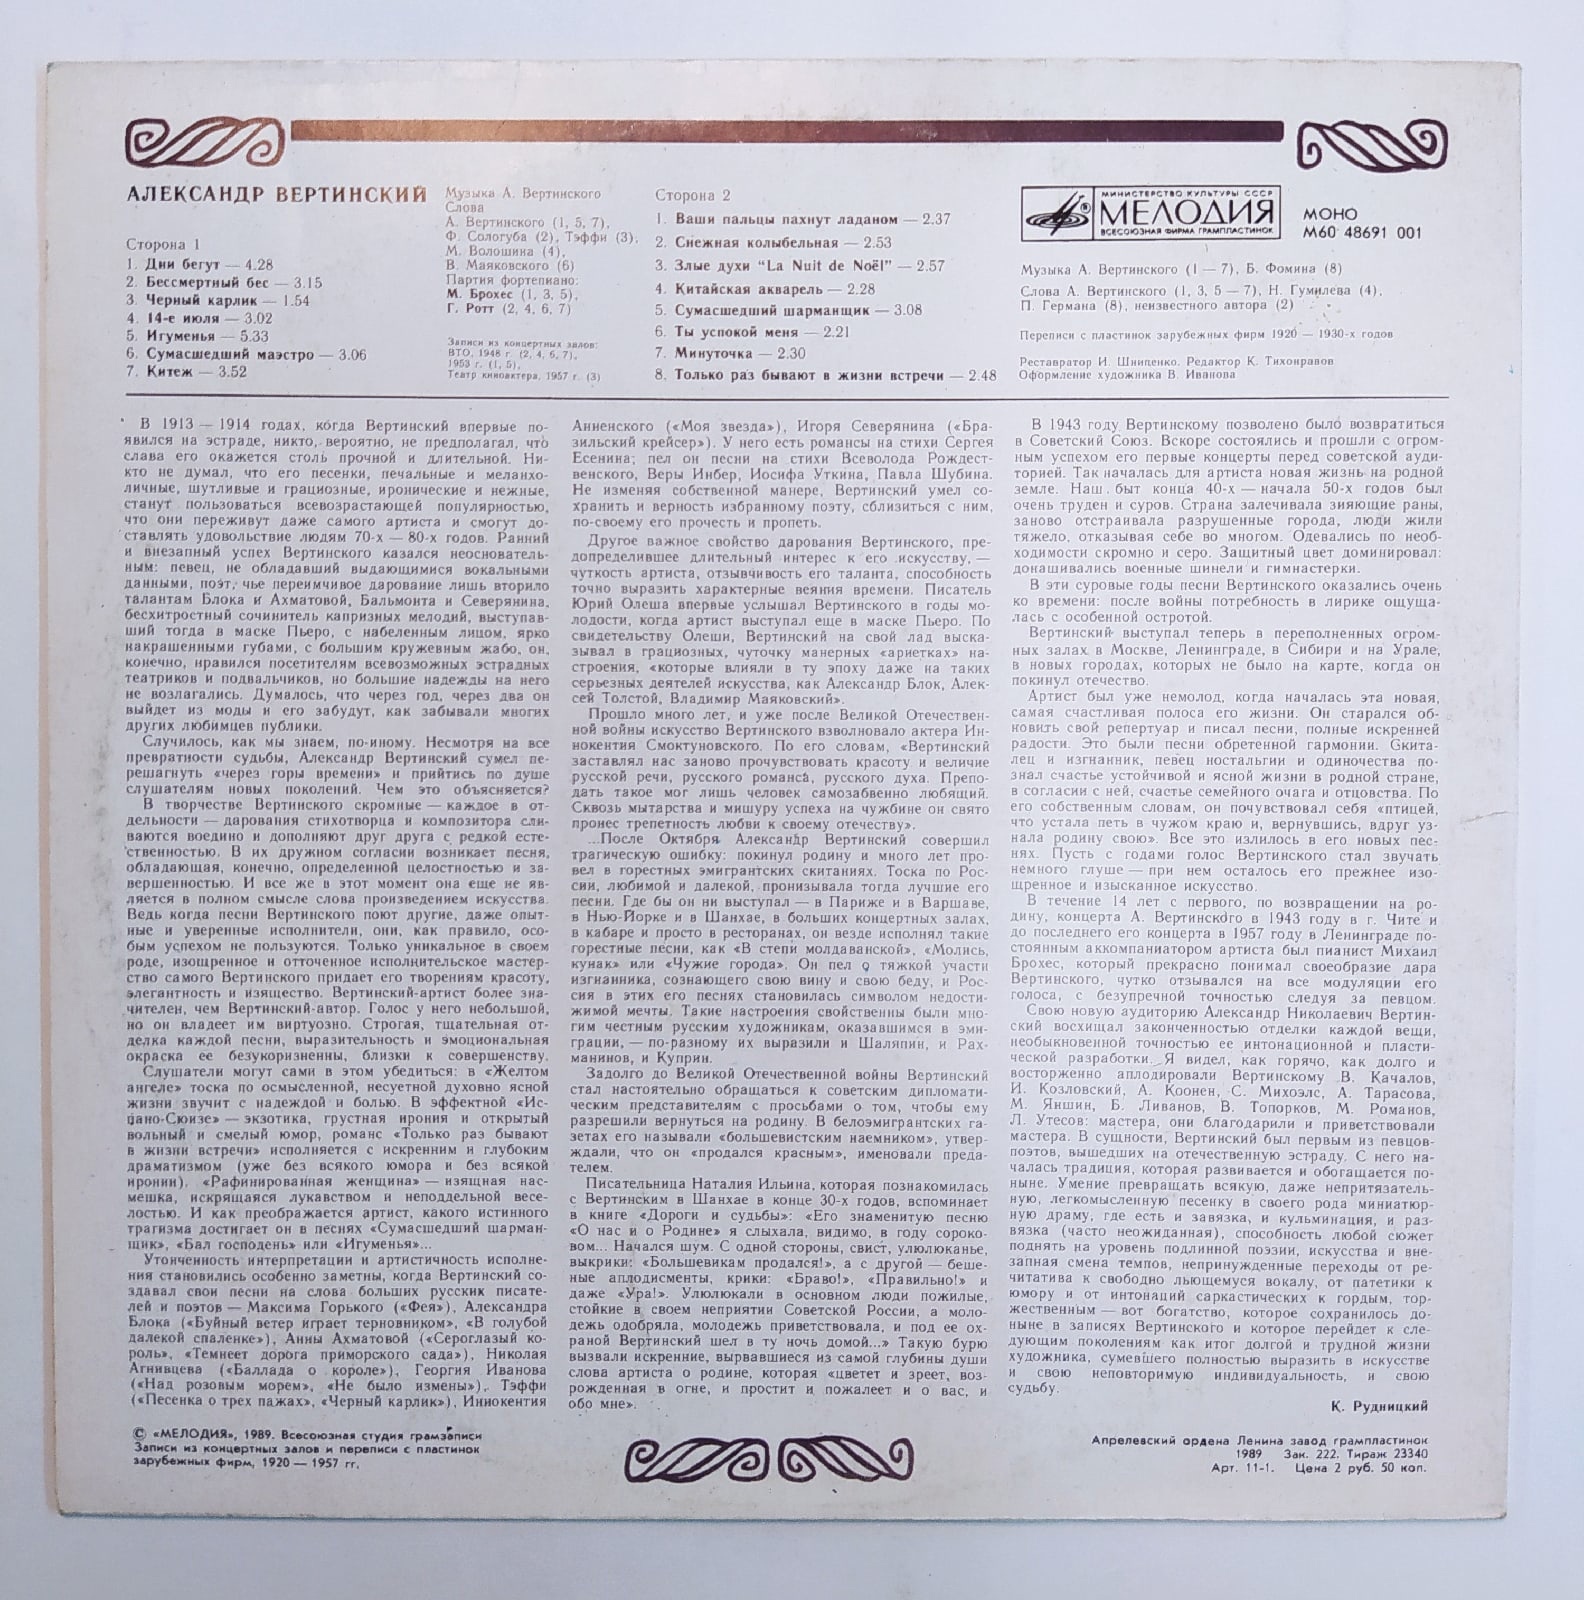 АЛЕКСАНДР ВЕРТИНСКИЙ
Сторона 1
1. Дни бегут — 4.28
2. Бессмертный бес — 3.15
3. Черный карлик — 1.54
4. 14-е июля — 3.02
5. Игуменья — 5.33
6. Сумасшедший маэстро — 3.06
7. Китеж — 3.52
Музыка А. Вертинского
Слова
А. Вертинского (1, 5, 7),
Ф. Сологуба (2), Тэффи (3),
М. Волошина (4),
В. Маяковского (6)
Партия фортепиано:
М. Брохес (1, 3, 5),
Г. Ротт (2, 4, 6, 7)
Записи из концертных залов:
ВТО, 1948 г. (2, 4, 6, 7),
1953 г. (1, 5),
Театр киноактера, 1957 г. (3)
Сторона 2
1. Ваши пальцы пахнут ладаном — 2.37
2. Снежная колыбельная — 2.53
3. Злые духи "La Nuit de Noël" — 2.57
4. Китайская акварель — 2.28
5. Сумасшедший шарманщик — 3.08
6. Ты успокой меня — 2.21
7. Минуточка — 2.30
8. Только раз бывают в жизни встречи — 2.48
МИНИСТЕРСТВО КУЛЬТУРЫ СССР
МЕЛОДИЯ
ВСЕСОЮЗНАЯ ФИРМА ГРАМПЛАСТИНОК
МОНО
М60 48691 001
Музыка А. Вертинского (1 — 7), Б. Фомина (8)
Слова А. Вертинского (1, 3, 5 — 7), Н. Гумилева (4),
П. Германа (8), неизвестного автора (2)
Переписи с пластинок зарубежных фирм 1920 — 1930-х годов
Реставратор И. Шнипенко. Редактор К. Тихонравов
Оформление художника В. Иванова
В 1913 — 1914 годах, когда Вертинский впервые по-
явился на эстраде, никто, вероятно, не предполагал, что
слава его окажется столь прочной и длительной. Ни-
кто не думал, что его песенки, печальные и меланхо-
личные, шутливые и грациозные, иронические и нежные,
станут пользоваться всевозрастающей популярностью,
что они переживут даже самого артиста и смогут до-
ставлять удовольствие людям 70-х — 80-х годов. Ранний
и внезапный успех Вертинского казался неоснователь-
ным: певец, не обладавший выдающимися вокальными
данными, поэт, чье переимчивое дарование лишь вторило
талантам Блока и Ахматовой, Бальмонта и Северянина,
бесхитростный сочинитель капризных мелодий, выступав-
ший тогда в маске Пьеро, с набеленным лицом, ярко
накрашенными губами, с большим кружевным жабо, он,
конечно, нравился посетителям всевозможных эстрадных
театриков и подвальчиков, но большие надежды на него
не возлагались. Думалось, что через год, через два он
выйдет из моды и его забудут, как забывали многих
других любимцев публики.
Случилось, как мы знаем, по-иному. Несмотря на все
превратности судьбы, Александр Вертинский сумел пе-
решагнуть «через горы времени» и прийтись по душе
слушателям новых поколений. Чем это объясняется?
В творчестве Вертинского скромные — каждое в от-
дельности — дарования стихотворца и композитора сли-
ваются воедино и дополняют друг друга с редкой есте-
ственностью. В их дружном согласии возникает песня,
обладающая, конечно, определенной целостностью и за-
вершенностью. И все же в этот момент она еще не яв-
ляется в полном смысле слова произведением искусства.
Ведь когда песни Вертинского поют другие, даже опыт-
ные и уверенные исполнители, они, как правило, осо-
бым успехом не пользуются. Только уникальное в своем
роде, изощренное и отточенное исполнительское мастер-
ство самого Вертинского придает его творениям красоту,
элегантность и изящество. Вертинский-артист более зна-
чителен, чем Вертинский-автор. Голос у него небольшой,
но он владеет им виртуозно. Строгая, тщательная от-
делка каждой песни, выразительность и эмоциональная
окраска ее безукоризненны, близки к совершенству.
Слушатели могут сами в этом убедиться: в «Желтом
ангеле» тоска по осмысленной, несуетной духовно ясной
жизни звучит с надеждой и болью. В эффектной «Ис-
пано-Сюизе» — экзотика, грустная ирония и открытый
вольный и смелый юмор, романс «Только раз бывают
в жизни встречи» исполняется с искренним и глубоким
драматизмом (уже без всякого юмора и без всякой
иронии). «Рафинированная женщина» — изящная нас-
мешка, искрящаяся лукавством и неподдельной весе-
лостью. И как преображается артист, какого истинного
трагизма достигает он в песнях «Сумасшедший шарман-
щик», «Бал господень» или «Игуменья»...
Утонченность интерпретации и артистичность исполне-
ния становились особенно заметны, когда Вертинский со-
здавал свои песни на слова больших русских писате-
лей и поэтов — Максима Горького («Фея»), Александра
Блока («Буйный ветер играет терновником», «В голубой
далекой спаленке»), Анны Ахматовой («Сероглазый ко-
роль», «Темнеет дорога приморского сада»), Николая
Агнивцева («Баллада о короле»), Георгия Иванова
(«Над розовым морем», «Не было измены»), Тэффи
(«Песенка о трех пажах», «Черный карлик»), Иннокентия
Анненского («Моя звезда»), Игоря Северянина («Бра-
зильский крейсер»). У него есть романсы на стихи Сергея
Есенина; пел он песни на стихи Всеволода Рождест-
венского, Веры Инбер, Иосифа Уткина, Павла Шубина.
Не изменяя собственной манере, Вертинский умел со-
хранить и верность избранному поэту, сблизиться с ним,
по-своему его прочесть и пропеть.
Другое важное свойство дарования Вертинского, пре-
допределившее длительный интерес к его искусству, —
чуткость артиста, отзывчивость его таланта, способность
точно выразить характерные веяния времени. Писатель
Юрий Олеша впервые услышал Вертинского в годы мо-
лодости, когда артист выступал еще в маске Пьеро. По
свидетельству Олеши, Вертинский на свой лад выска-
зывал в грациозных, чуточку манерных «ариетках» на-
строения, «которые влияли в ту эпоху даже на таких
серьезных деятелей искусства, как Александр Блок, Алек-
сей Толстой, Владимир Маяковский».
Прошло много лет, и уже после Великой Отечествен-
ной войны искусство Вертинского взволновало актера Ин-
нокентия Смоктуновского. По его словам, «Вертинский
заставлял нас заново прочувствовать красоту и величие
русской речи, русского романса, русского духа. Препо-
дать такое мог лишь человек самозабвенно любящий.
Сквозь мытарства и мишуру успеха на чужбине он свято
пронес трепетность любви к своему отечеству».
...После Октября Александр Вертинский совершил
трагическую ошибку: покинул родину и много лет про-
вел в горестных эмигрантских скитаниях. Тоска по Рос-
сии, любимой и далекой, пронизывала тогда лучшие его
песни. Где бы он ни выступал — в Париже и в Варшаве,
в Нью-Йорке и в Шанхае, в больших концертных залах,
в кабаре и просто в ресторанах, он везде исполнял такие
горестные песни, как «В степи молдаванской», «Молись,
кунак» или «Чужие города». Он пел о тяжкой участи
изгнанника, сознающего свою вину и свою беду, и Рос-
сия в этих его песнях становилась символом недости-
жимой мечты. Такие настроения свойственны были мно-
гим честным русским художникам, оказавшимся в эми-
грации, — по-разному их выразили и Шаляпин, и Рах-
манинов, и Куприн.
Задолго до Великой Отечественной войны Вертинский
стал настоятельно обращаться к советским дипломати-
ческим представителям с просьбами о том, чтобы ему
разрешили вернуться на родину. В белоэмигрантских га-
зетах его называли «большевистским наемником», утвер-
ждали, что он «продался красным», именовали преда-
телем.
Писательница Наталия Ильина, которая познакомилась
с Вертинским в Шанхае в конце 30-х годов, вспоминает
в книге «Дороги и судьбы»: «Его знаменитую песню
«О нас и о Родине» я слыхала, видимо, в году сороко-
вом... Начался шум. С одной стороны, свист, улюлюканье,
выкрики: «Большевикам продался!», а с другой — беше-
ные аплодисменты, крики: «Браво!», «Правильно!» и
даже «Ура!». Улюлюкали в основном люди пожилые,
стойкие в своем неприятии Советской России, а моло-
дежь одобряла, молодежь приветствовала, и под ее ох-
раной Вертинский шел в ту ночь домой...» Такую бурю
вызвали искренние, вырвавшиеся из самой глубины души
слова артиста о родине, которая «цветет и зреет, воз-
рожденная в огне, и простит и пожалеет и о вас, и
обо мне».
В 1943 году Вертинскому позволено было возвратиться
в Советский Союз. Вскоре состоялись и прошли с огром-
ным успехом его первые концерты перед советской ауди-
торией. Так началась для артиста новая жизнь на родной
земле. Наш быт конца 40-х — начала 50-х годов был
очень труден и суров. Страна залечивала зияющие раны,
заново отстраивала разрушенные города, люди жили
тяжело, отказывая себе во многом. Одевались по необ-
ходимости скромно и серо. Защитный цвет доминировал:
донашивались военные шинели и гимнастерки.
В эти суровые годы песни Вертинского оказались очень
ко времени: после войны потребность в лирике ощуща-
лась с особенной остротой.
Вертинский выступал теперь в переполненных огром-
ных залах в Москве, Ленинграде, в Сибири и на Урале,
в новых городах, которых не было на карте, когда он
покинул отечество.
Артист был уже немолод, когда началась эта новая,
самая счастливая полоса его жизни. Он старался об-
новить свой репертуар и писал песни, полные искренней
радости. Это были песни обретенной гармонии. Скита-
лец и изгнанник, певец ностальгии и одиночества по-
знал счастье устойчивой и ясной жизни в родной стране,
в согласии с ней, счастье семейного очага и отцовства. По
его собственным словам, он почувствовал себя «птицей,
что устала петь в чужом краю и, вернувшись, вдруг уз-
нала родину свою». Все это излилось в его новых пес-
нях. Пусть с годами голос Вертинского стал звучать
немного глуше — при нем осталось его прежнее изо-
щренное и изысканное искусство.
В течение 14 лет с первого, по возвращении на ро-
дину, концерта А. Вертинского в 1943 году в г. Чите и
до последнего его концерта в 1957 году в Ленинграде по-
стоянным аккомпаниатором артиста был пианист Михаил
Брохес, который прекрасно понимал своеобразие дара
Вертинского, чутко отзывался на все модуляции его
голоса, с безупречной точностью следуя за певцом.
Свою новую аудиторию Александр Николаевич Вертин-
ский восхищал законченностью отделки каждой вещи,
необыкновенной точностью ее интонационной и пласти-
ческой разработки. Я видел, как горячо, как долго и
восторженно аплодировали Вертинскому В. Качалов,
И. Козловский, А. Коонен, С. Михоэлс, А. Тарасова,
М. Яншин, Б. Ливанов, В. Топорков, М. Романов,
Л. Утесов: мастера, они благодарили и приветствовали
мастера. В сущности, Вертинский был первым из певцов-
поэтов, вышедших на отечественную эстраду. С него на-
чалась традиция, которая развивается и обогащается по-
ныне. Умение превращать всякую, даже непритязатель-
ную, легкомысленную песенку в своего рода миниатюр-
ную драму, где есть и завязка, и кульминация, и раз-
вязка (часто неожиданная), способность любой сюжет
поднять на уровень подлинной поэзии, искусства и вне-
запная смена темпов, непринужденные переходы от ре-
читатива к свободно льющемуся вокалу, от патетики к
юмору и от интонаций саркастических к гордым, тор-
жественным — вот богатство, которое сохранилось до-
ныне в записях Вертинского и которое перейдет к сле-
дующим поколениям как итог долгой и трудной жизни
художника, сумевшего полностью выразить в искусстве
и свою неповторимую индивидуальность, и свою
судьбу.
К. Рудницкий
© «МЕЛОДИЯ», 1989. Всесоюзная студия грамзаписи
Записи из концертных залов и переписи с пластинок
зарубежных фирм, 1920 — 1957 гг.
Апрелевский ордена Ленина завод грампластинок
1989 Зак. 222. Тираж 23340
Арт. 11-1. Цена 2 руб. 50 коп.